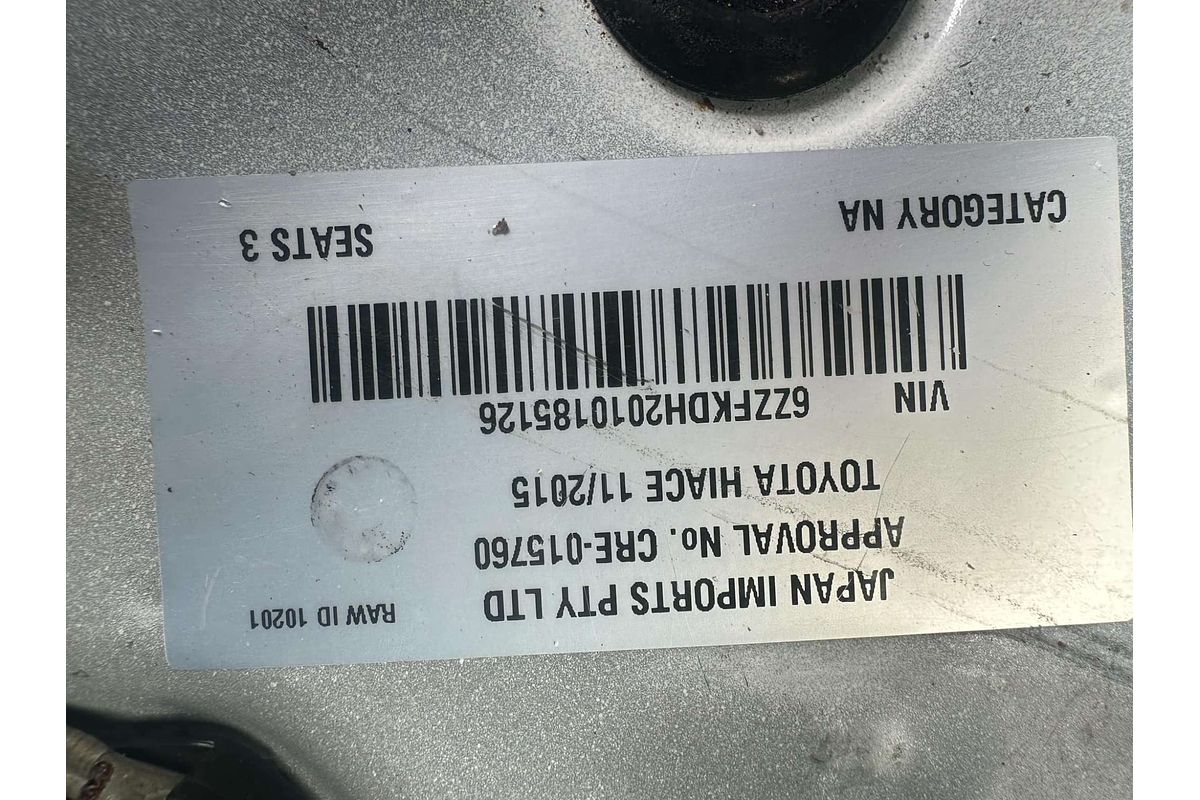 JAPAN IMPORTS PTY LTD
RAW ID 10201
APPROVAL No. CRE-015760
TOYOTA HIACE 11/2015
VIN 6ZZFKDH2010185126
CATEGORY NA
SEATS 3